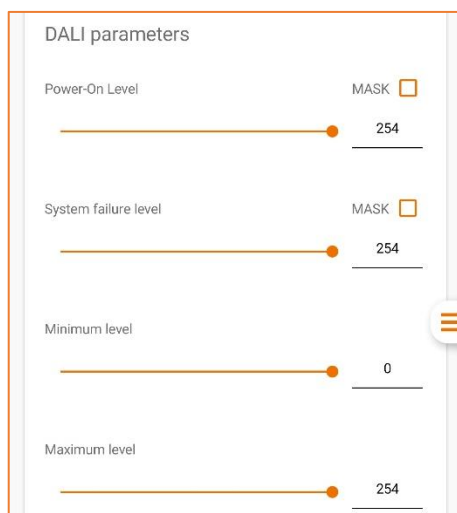 DALI parameters
Power-On Level MASK
254
System failure level MASK
254
Minimum level
0
Maximum level
254